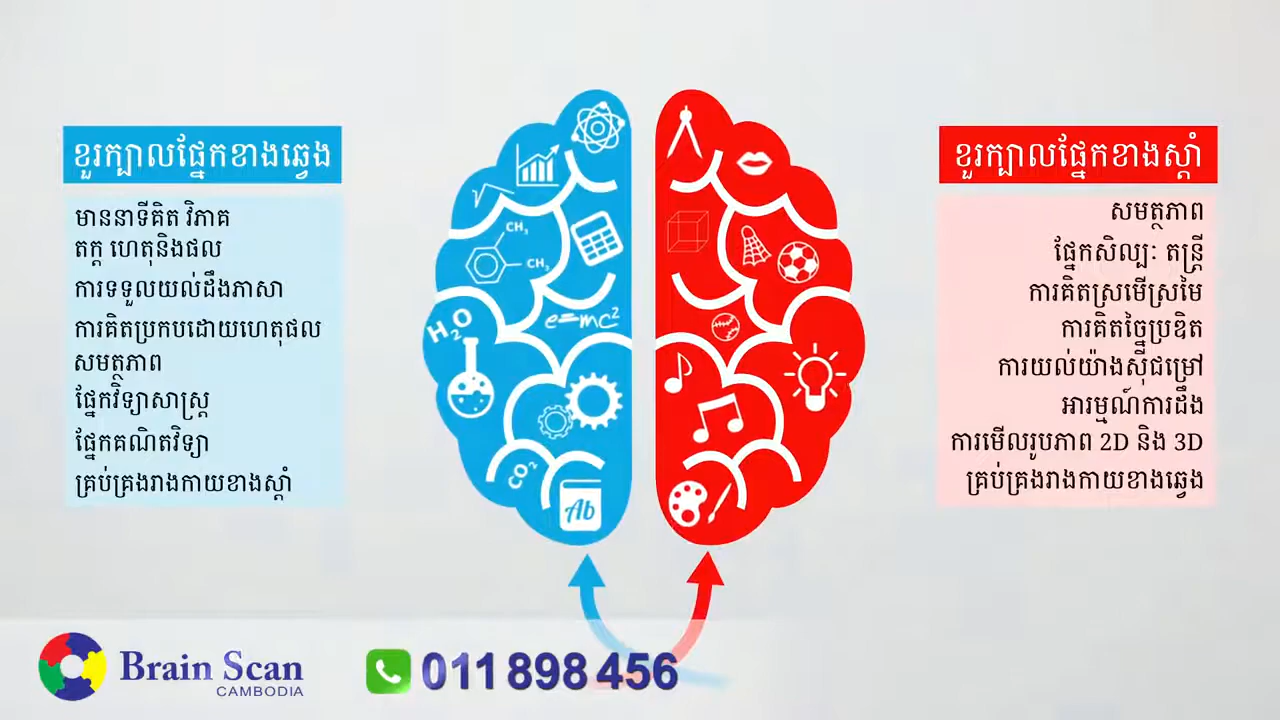 ខួរក្បាលផ្នែកខាងឆ្វេង
មាននាទីគិត វិភាគ
តក្ក ហេតុនិងផល
ការទទួលយល់ដឹងភាសា
ការគិតប្រកបដោយហេតុផល
សមត្ថភាព
ផ្នែកវិទ្យាសាស្ត្រ
ផ្នែកគណិតវិទ្យា
គ្រប់គ្រងរាងកាយខាងស្ដាំ
CH₃
CH₃
H₂O
e=mc²
CO₂
Ab
ខួរក្បាលផ្នែកខាងស្ដាំ
សមត្ថភាព
ផ្នែកសិល្បៈ តន្ត្រី
ការគិតស្រមើស្រមៃ
ការគិតច្នៃប្រឌិត
ការយល់យ៉ាងស៊ីជម្រៅ
អារម្មណ៍ការដឹង
ការមើលរូបភាព 2D និង 3D
គ្រប់គ្រងរាងកាយខាងឆ្វេង
Brain Scan
CAMBODIA
011 898 456